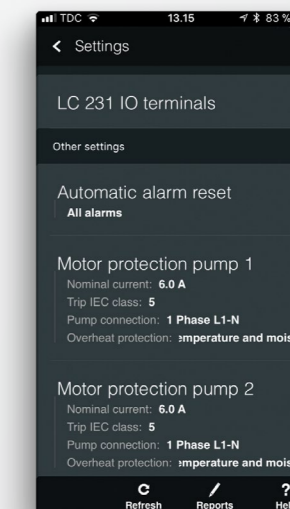 TDC 13.15 83 %
Settings
LC 231 IO terminals
Other settings
Automatic alarm reset
All alarms
Motor protection pump 1
Nominal current: 6.0 A
Trip IEC class: 5
Pump connection: 1 Phase L1-N
Overheat protection: emperature and mois
Motor protection pump 2
Nominal current: 6.0 A
Trip IEC class: 5
Pump connection: 1 Phase L1-N
Overheat protection: emperature and mois
Refresh Reports Hel